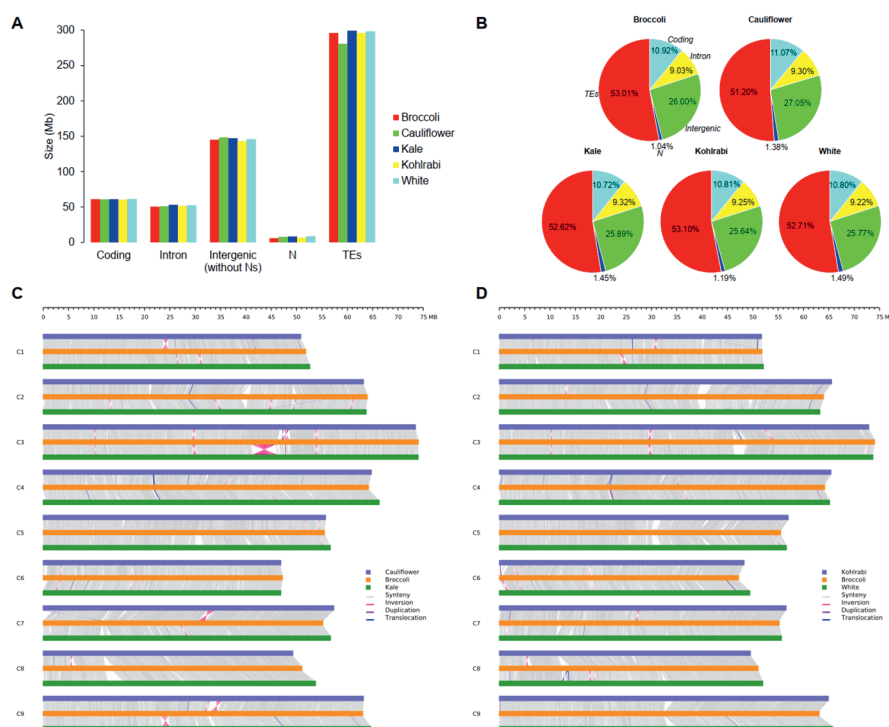 A
300
250
200
150
100
50
0
Size (Mb)
Coding
Intron
Intergenic
(without Ns)
N
TEs
Broccoli
Cauliflower
Kale
Kohlrabi
White
B
Broccoli
Cauliflower
Coding
10.92%
Intron
9.03%
TEs
53.01%
26.00%
Intergenic
1.04%
N
11.07%
9.30%
51.20%
27.05%
1.38%
Kale
Kohlrabi
White
10.72%
9.32%
52.62%
25.89%
1.45%
10.81%
9.25%
53.10%
25.64%
1.19%
10.80%
9.22%
52.71%
25.77%
1.49%
C
0 5 10 15 20 25 30 35 40 45 50 55 60 65 70 75 MB
C1
C2
C3
C4
C5
C6
C7
C8
C9
Cauliflower
Broccoli
Kale
Synteny
Inversion
Duplication
Translocation
D
0 5 10 15 20 25 30 35 40 45 50 55 60 65 70 75 M
C1
C2
C3
C4
C5
C6
C7
C8
C9
Kohlrabi
Broccoli
White
Synteny
Inversion
Duplication
Translocation